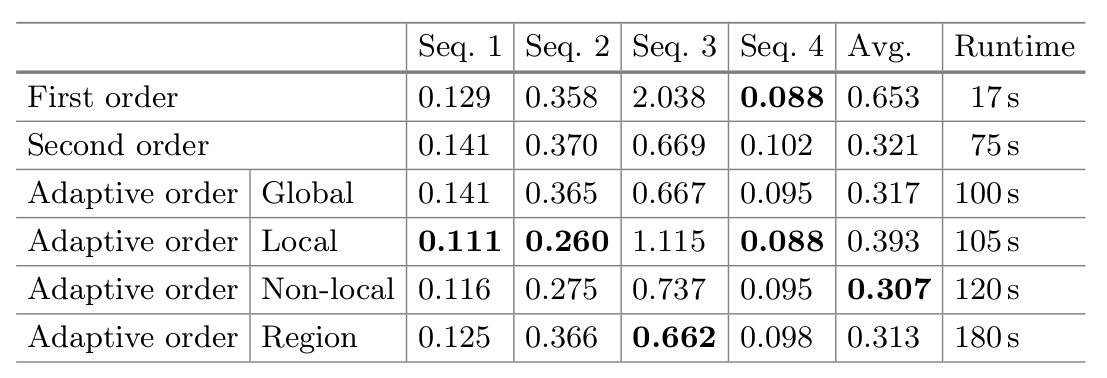 Seq. 1 Seq. 2 Seq. 3 Seq. 4 Avg. Runtime
First order 0.129 0.358 2.038 0.088 0.653 17 s
Second order 0.141 0.370 0.669 0.102 0.321 75 s
Adaptive order Global 0.141 0.365 0.667 0.095 0.317 100 s
Adaptive order Local 0.111 0.260 1.115 0.088 0.393 105 s
Adaptive order Non-local 0.116 0.275 0.737 0.095 0.307 120 s
Adaptive order Region 0.125 0.366 0.662 0.098 0.313 180 s